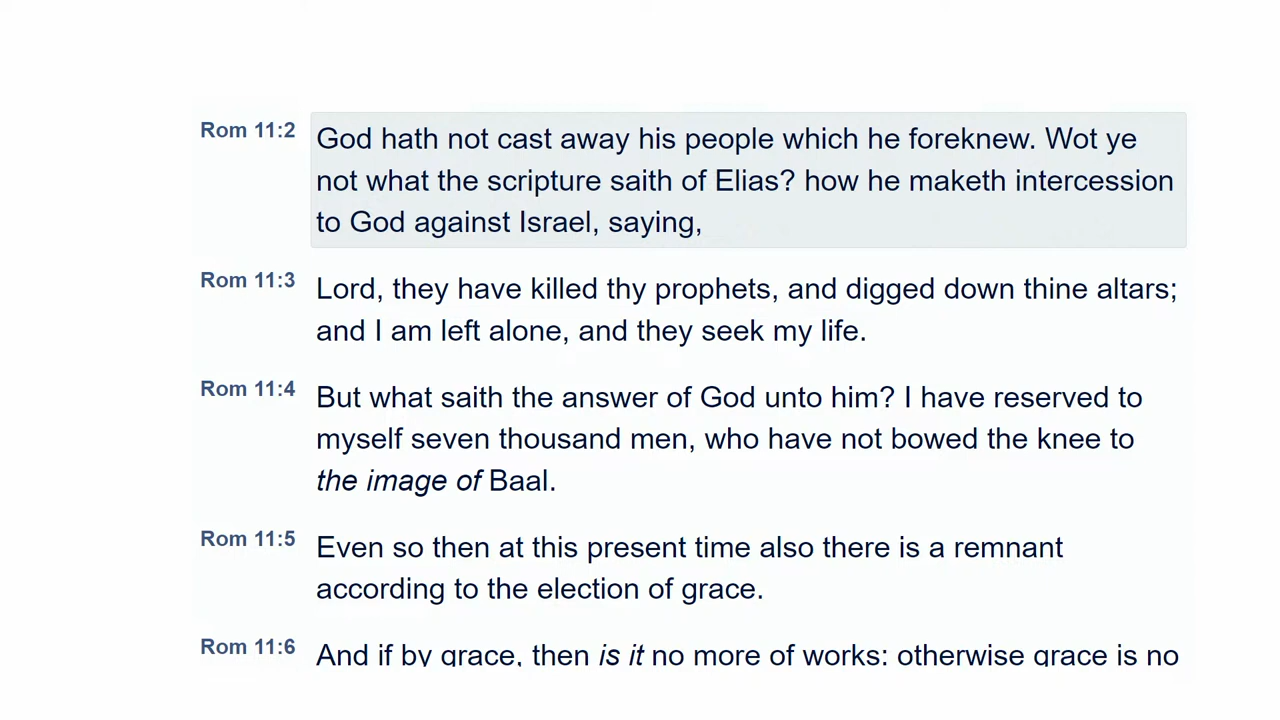 Rom 11:2
God hath not cast away his people which he foreknew. Wot ye
not what the scripture saith of Elias? how he maketh intercession
to God against Israel, saying,
Rom 11:3
Lord, they have killed thy prophets, and digged down thine altars;
and I am left alone, and they seek my life.
Rom 11:4
But what saith the answer of God unto him? I have reserved to
myself seven thousand men, who have not bowed the knee to
the image of Baal.
Rom 11:5
Even so then at this present time also there is a remnant
according to the election of grace.
Rom 11:6
And if by grace, then is it no more of works: otherwise grace is no